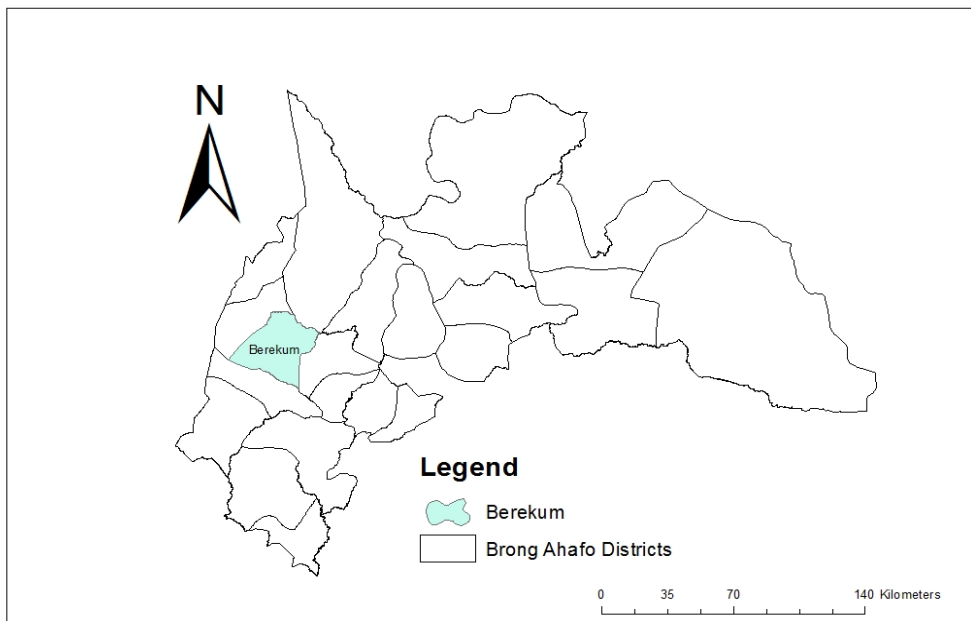 N
Berekum
Legend
Berekum
Brong Ahafo Districts
0 35 70 140 Kilometers